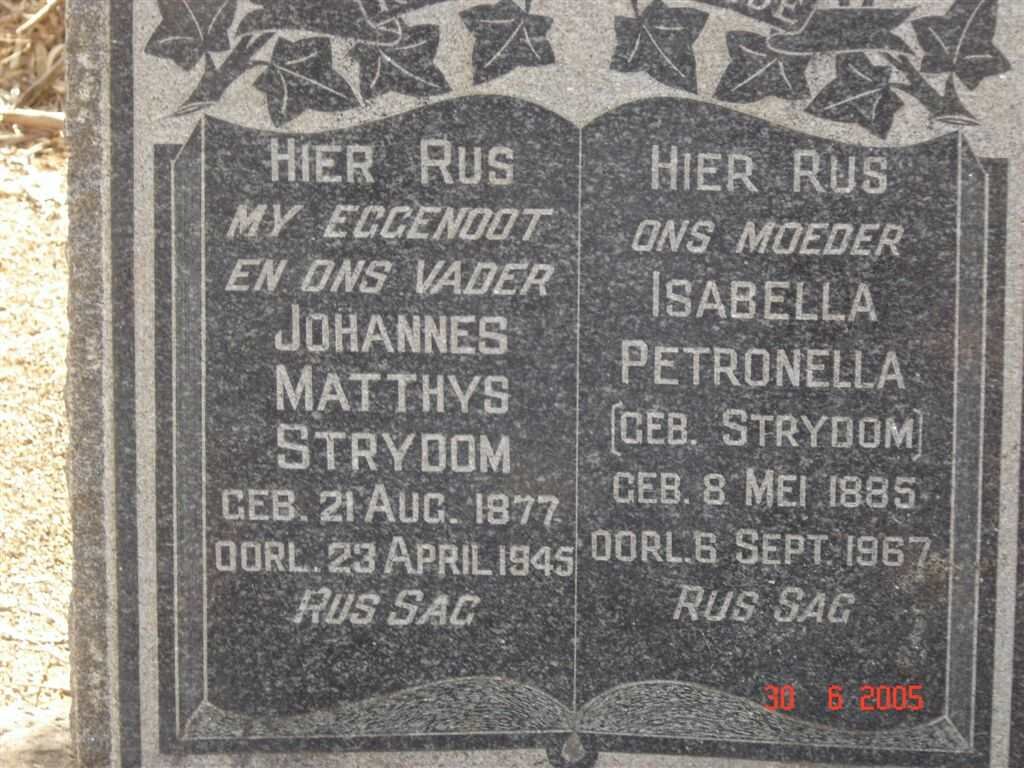 HIER RUS
MY EGGENOOT
EN ONS VADER
JOHANNES
MATTHYS
STRYDOM
GEB. 21 AUG. 1877
OORL. 23 APRIL 1945
RUS SAG
HIER RUS
ONS MOEDER
ISABELLA
PETRONELLA
(GEB. STRYDOM)
GEB. 8 MEI 1885
OORL. 6 SEPT. 1967
RUS SAG
30 6 2005